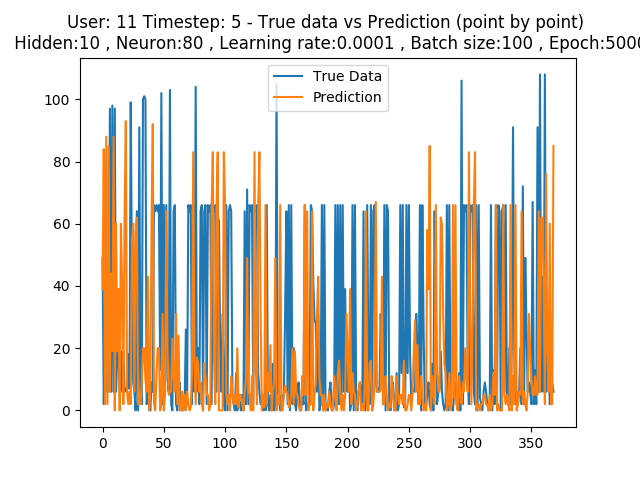 User: 11 Timestep: 5 - True data vs Prediction (point by point)
Hidden:10 , Neuron:80 , Learning rate:0.0001 , Batch size:100 , Epoch:5000
True Data
Prediction
100
80
60
40
20
0
0 50 100 150 200 250 300 350